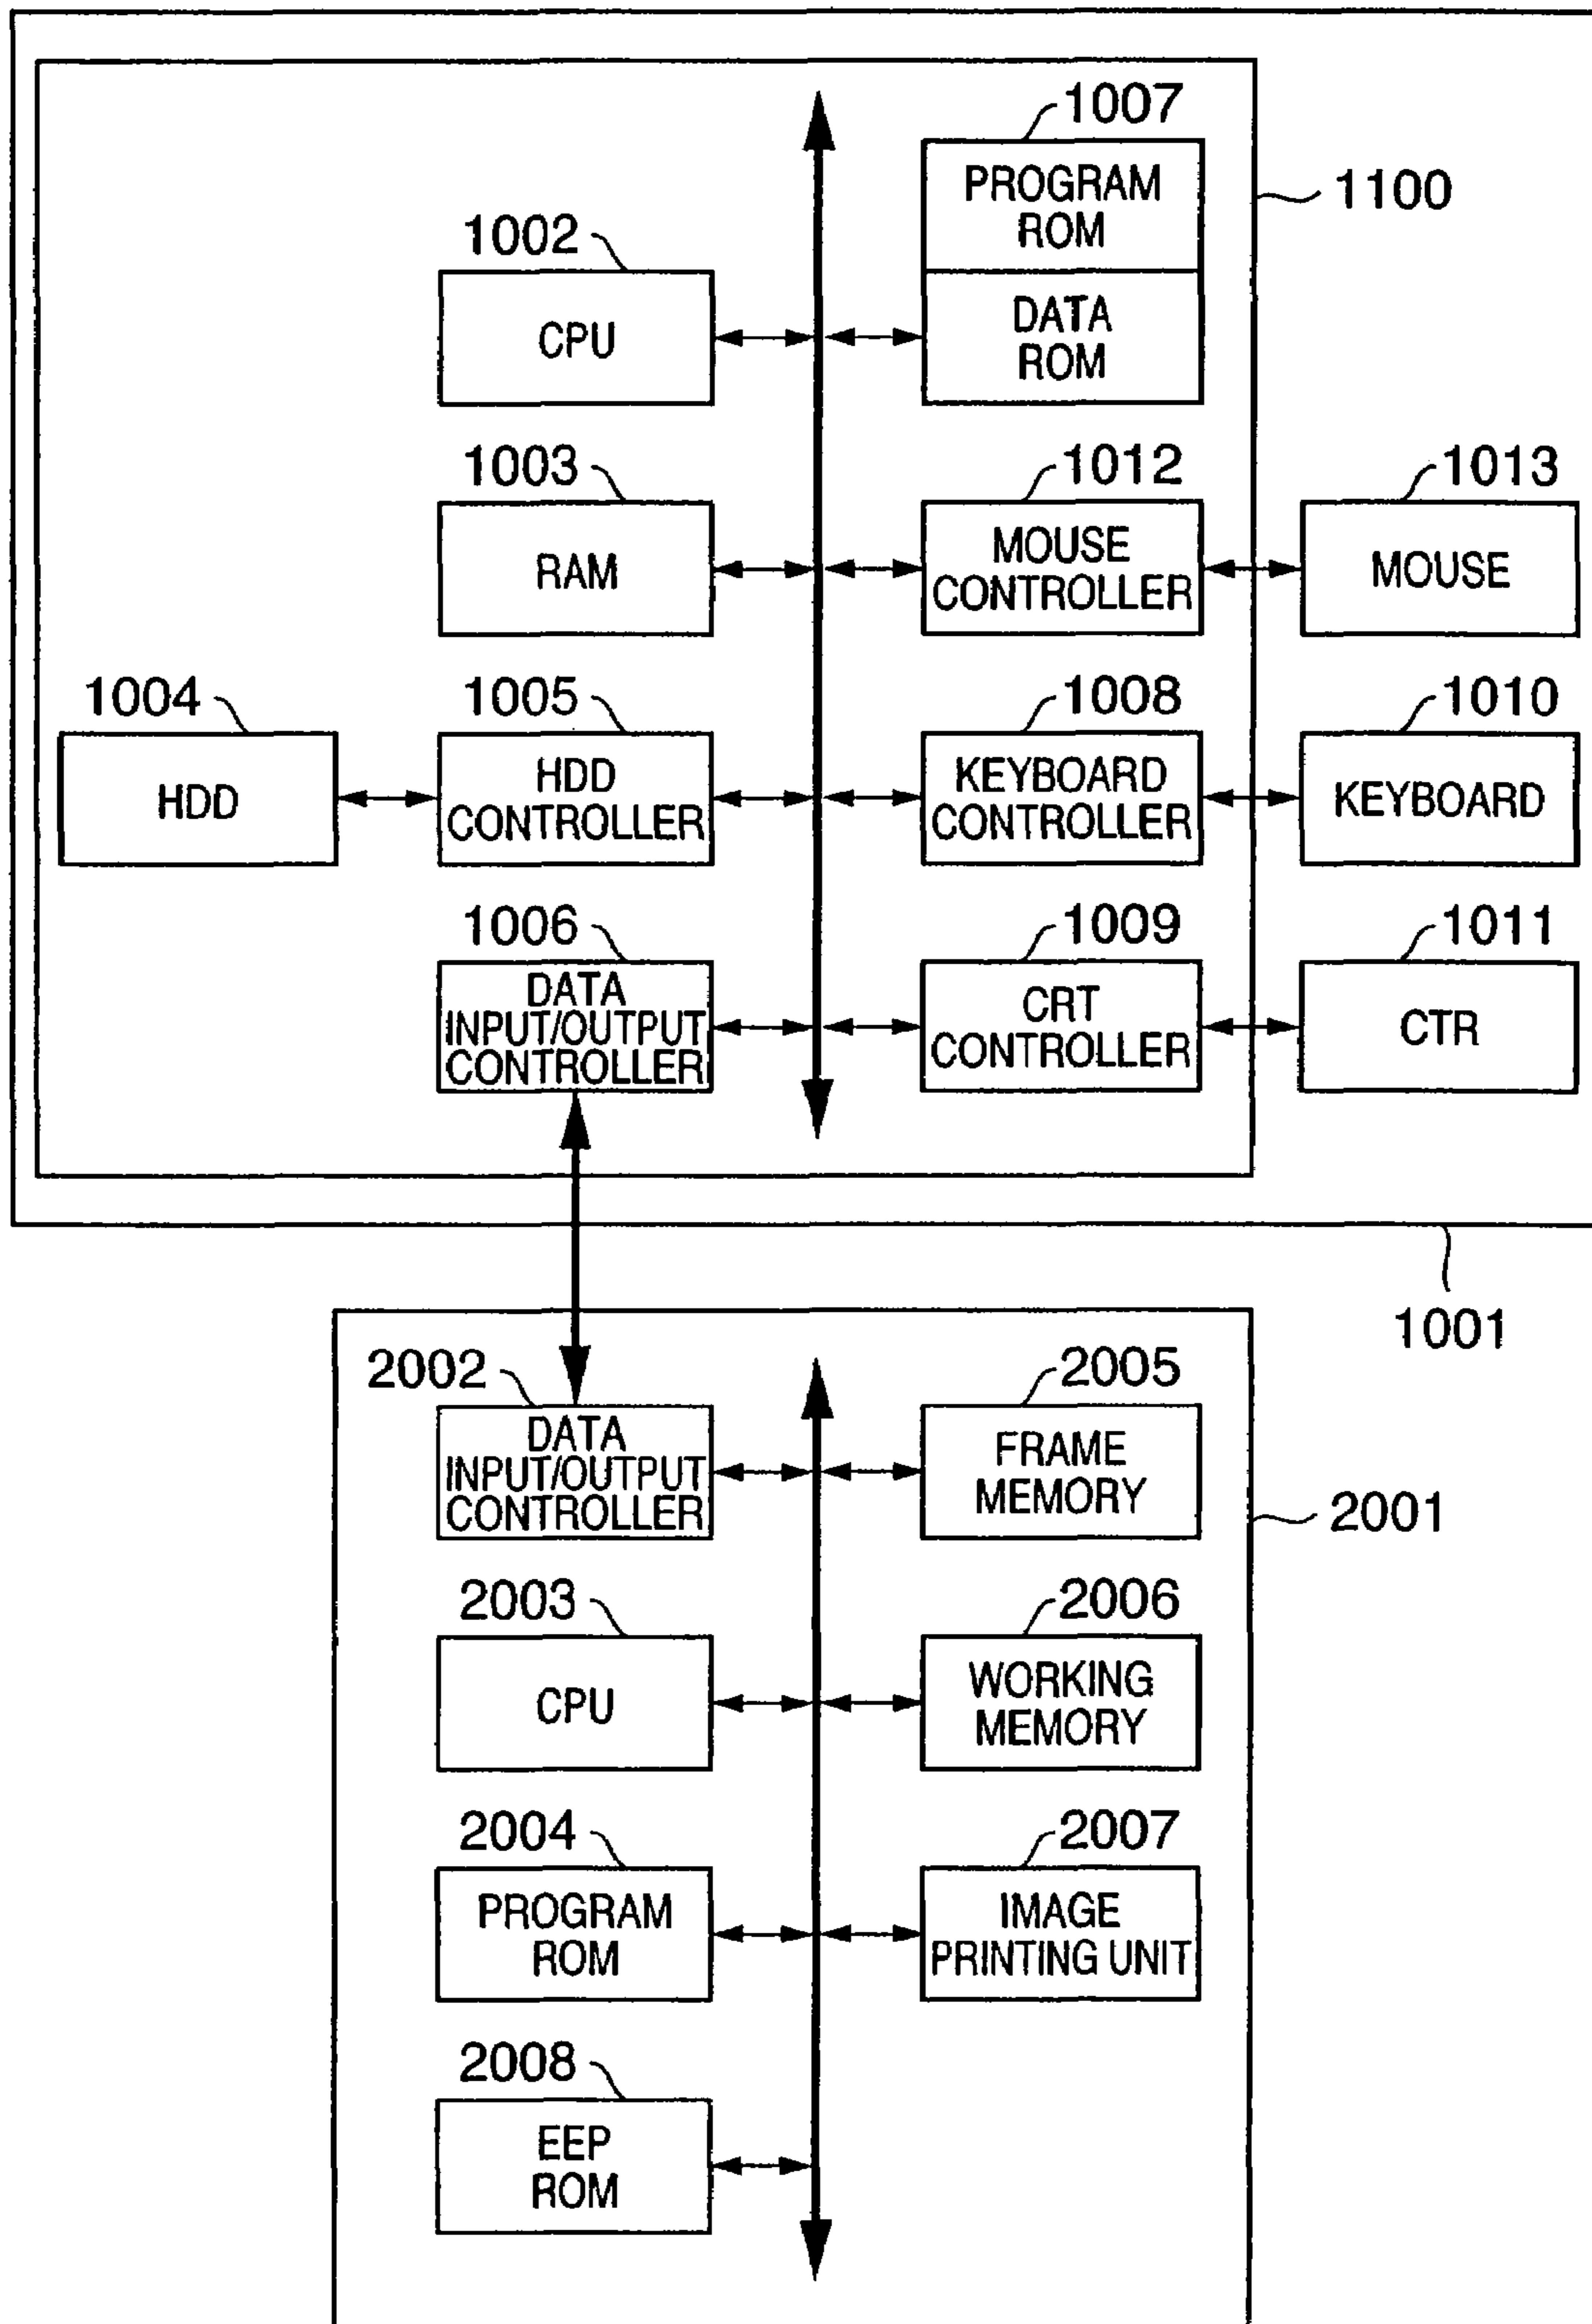 1007
PROGRAM
ROM
1100
1002
CPU
DATA
ROM
1003
RAM
1012
MOUSE
CONTROLLER
1013
MOUSE
1004
HDD
1005
HDD
CONTROLLER
1008
KEYBOARD
CONTROLLER
1010
KEYBOARD
1006
DATA
INPUT/OUTPUT
CONTROLLER
1009
CRT
CONTROLLER
1011
CTR
1001
2002
DATA
INPUT/OUTPUT
CONTROLLER
2005
FRAME
MEMORY
2001
2003
CPU
2006
WORKING
MEMORY
2004
PROGRAM
ROM
2007
IMAGE
PRINTING UNIT
2008
EEP
ROM